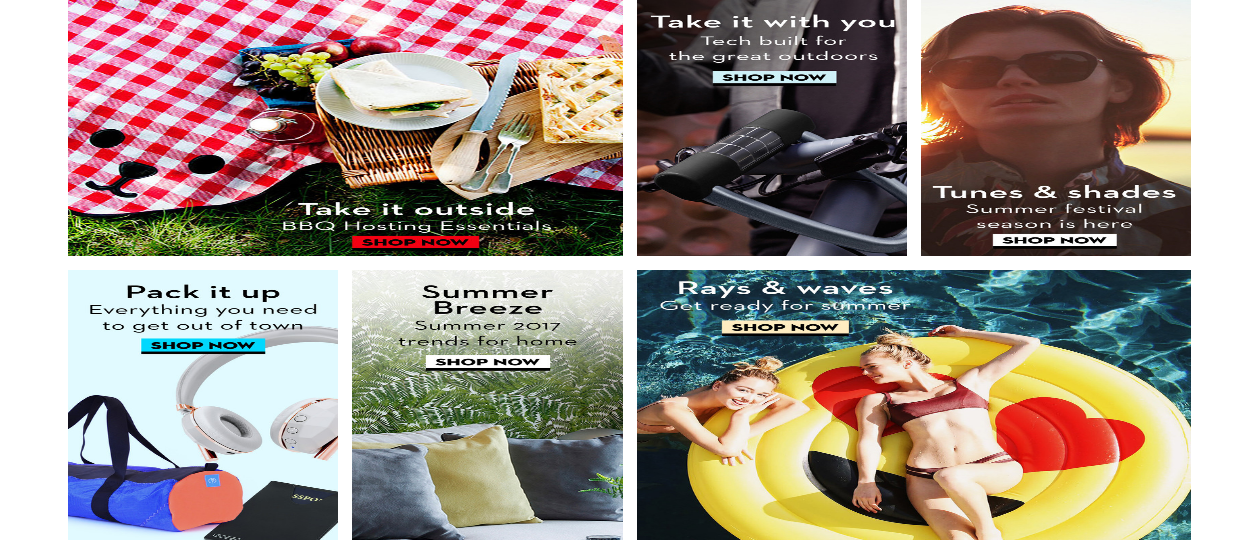 Take it outside
BBQ Hosting Essentials
SHOP NOW
Take it with you
Tech built for
the great outdoors
SHOP NOW
Tunes & shades
Summer festival
season is here
SHOP NOW
Pack it up
Everything you need
to get out of town
SHOP NOW
Summer
Breeze
Summer 2017
trends for home
SHOP NOW
Rays & waves
Get ready for summer
SHOP NOW